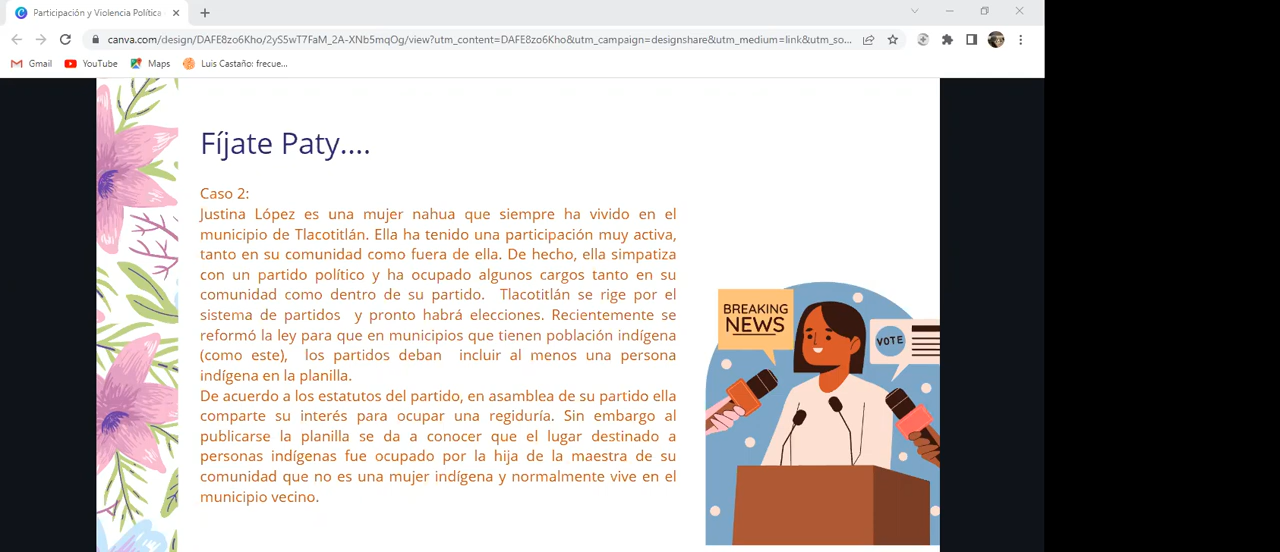 Participación y Violencia Política
canva.com/design/DAFE8zo6Kho/2yS5wT7FaM_2A-XNb5mqOg/view?utm_content=DAFE8zo6Kho&utm_campaign=designshare&utm_medium=link&utm_so...
Gmail YouTube Maps Luis Castaño: frecue...
Fíjate Paty....
Caso 2:
Justina López es una mujer nahua que siempre ha vivido en el
municipio de Tlacotitlán. Ella ha tenido una participación muy activa,
tanto en su comunidad como fuera de ella. De hecho, ella simpatiza
con un partido político y ha ocupado algunos cargos tanto en su
comunidad como dentro de su partido. Tlacotitlán se rige por el
sistema de partidos y pronto habrá elecciones. Recientemente se
reformó la ley para que en municipios que tienen población indígena
(como este), los partidos deban incluir al menos una persona
indígena en la planilla.
De acuerdo a los estatutos del partido, en asamblea de su partido ella
comparte su interés para ocupar una regiduría. Sin embargo al
publicarse la planilla se da a conocer que el lugar destinado a
personas indígenas fue ocupado por la hija de la maestra de su
comunidad que no es una mujer indígena y normalmente vive en el
municipio vecino.
BREAKING
NEWS
VOTE